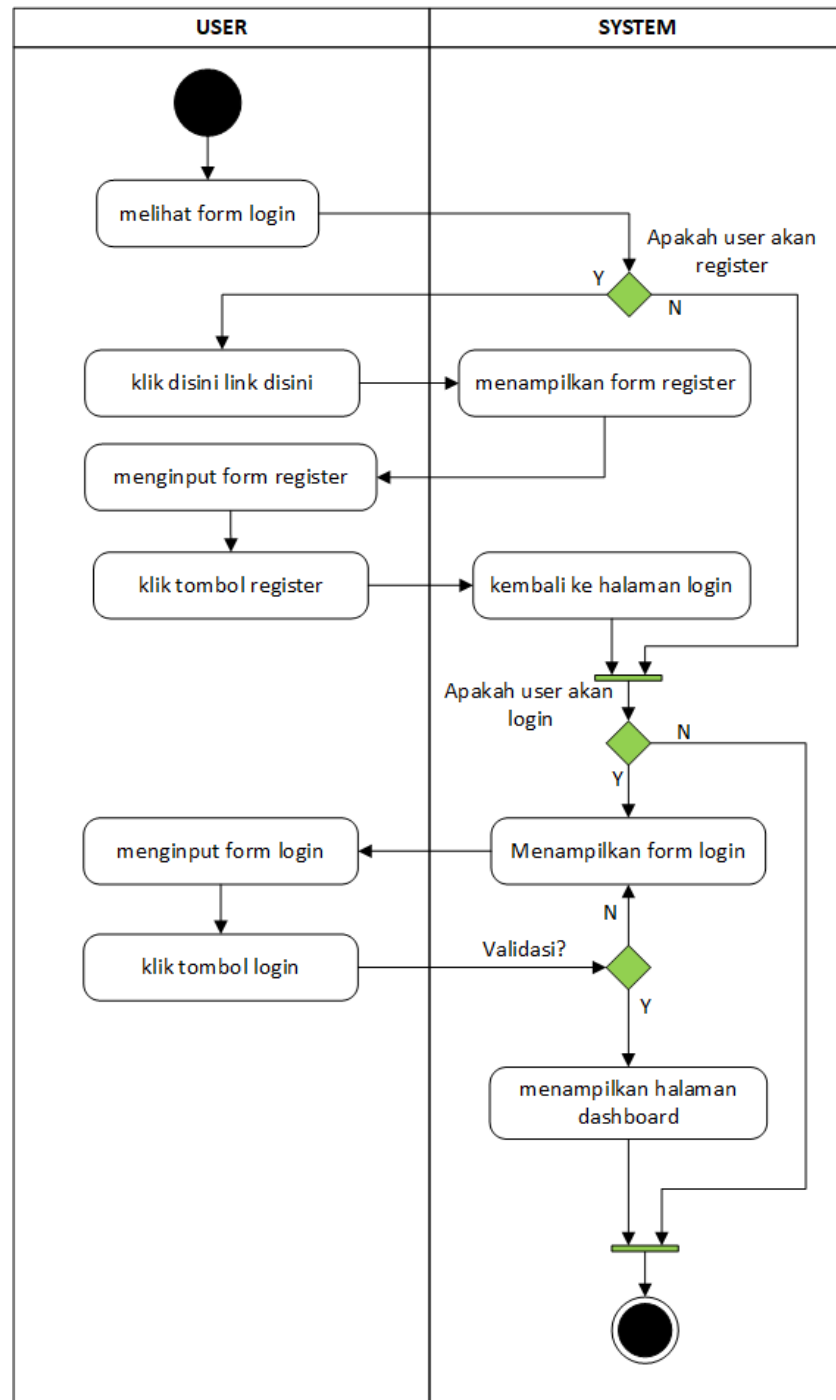 USER
SYSTEM
melihat form login
Apakah user akan
register
Y
N
klik disini link disini
menampilkan form register
menginput form register
klik tombol register
kembali ke halaman login
Apakah user akan
login
N
Y
menginput form login
Menampilkan form login
N
klik tombol login
Validasi?
Y
menampilkan halaman
dashboard